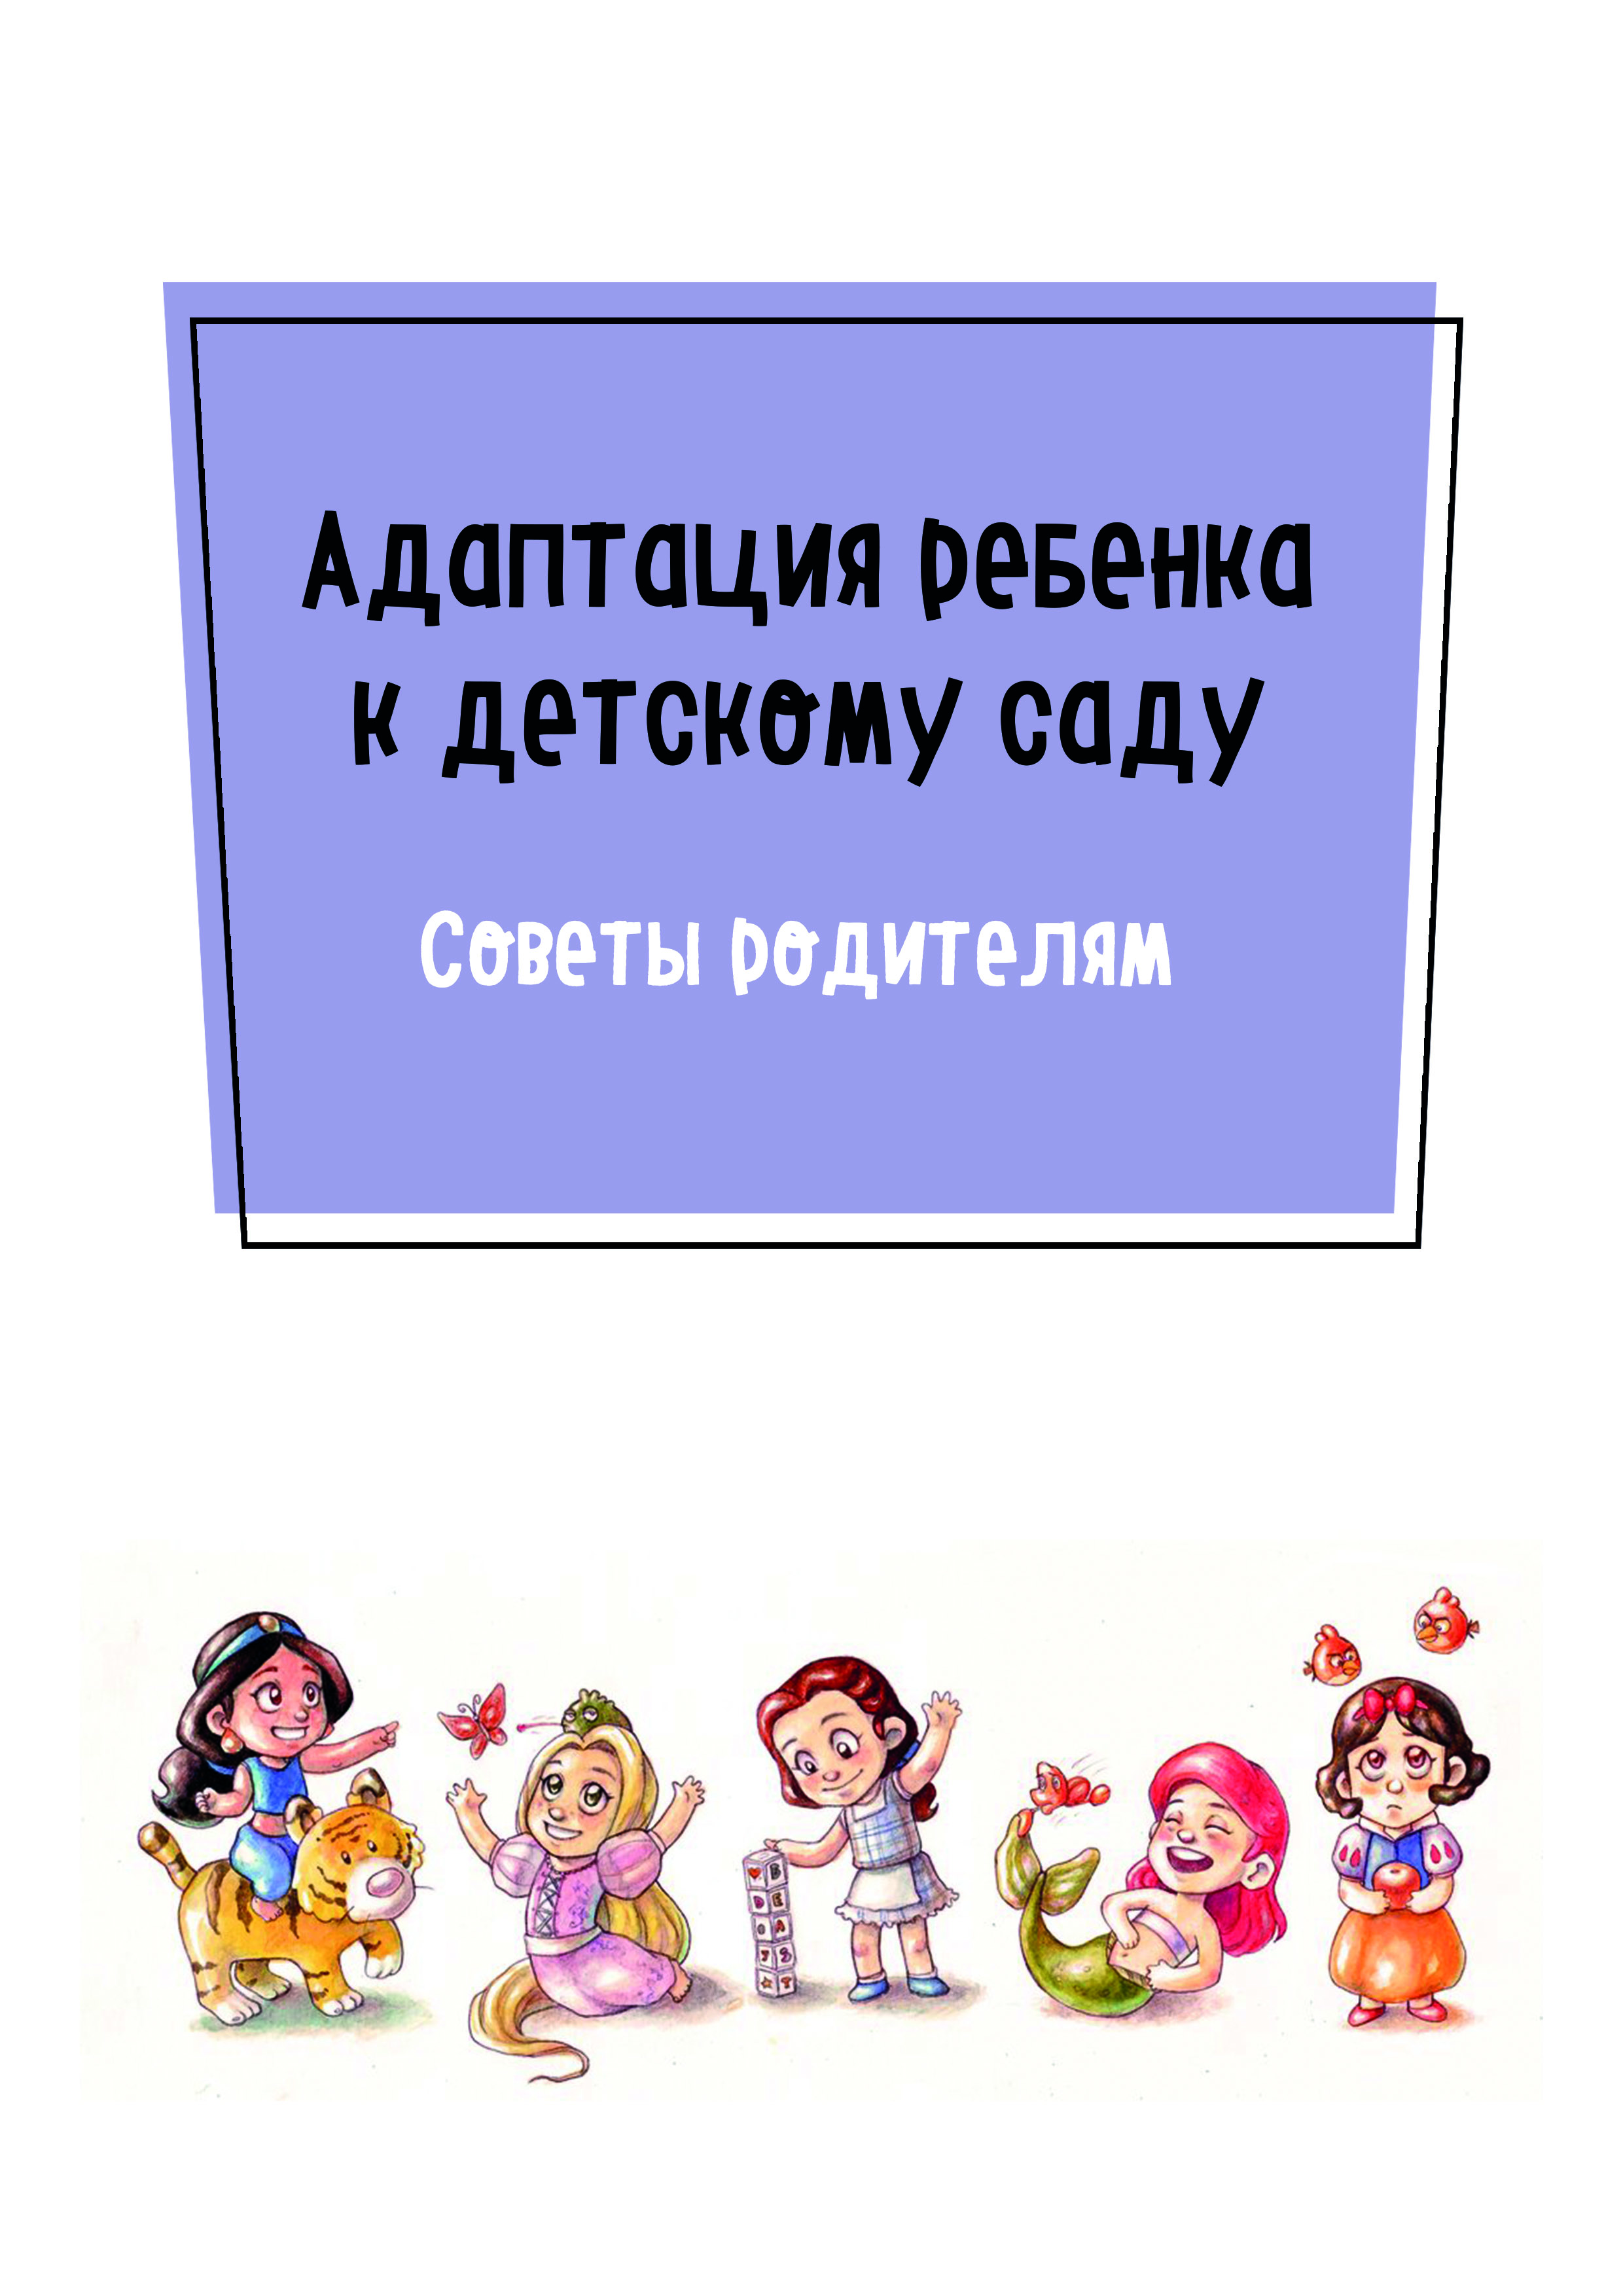 Адаптация ребенка
к детскому саду
Советы родителям
B
D E
A
S
T